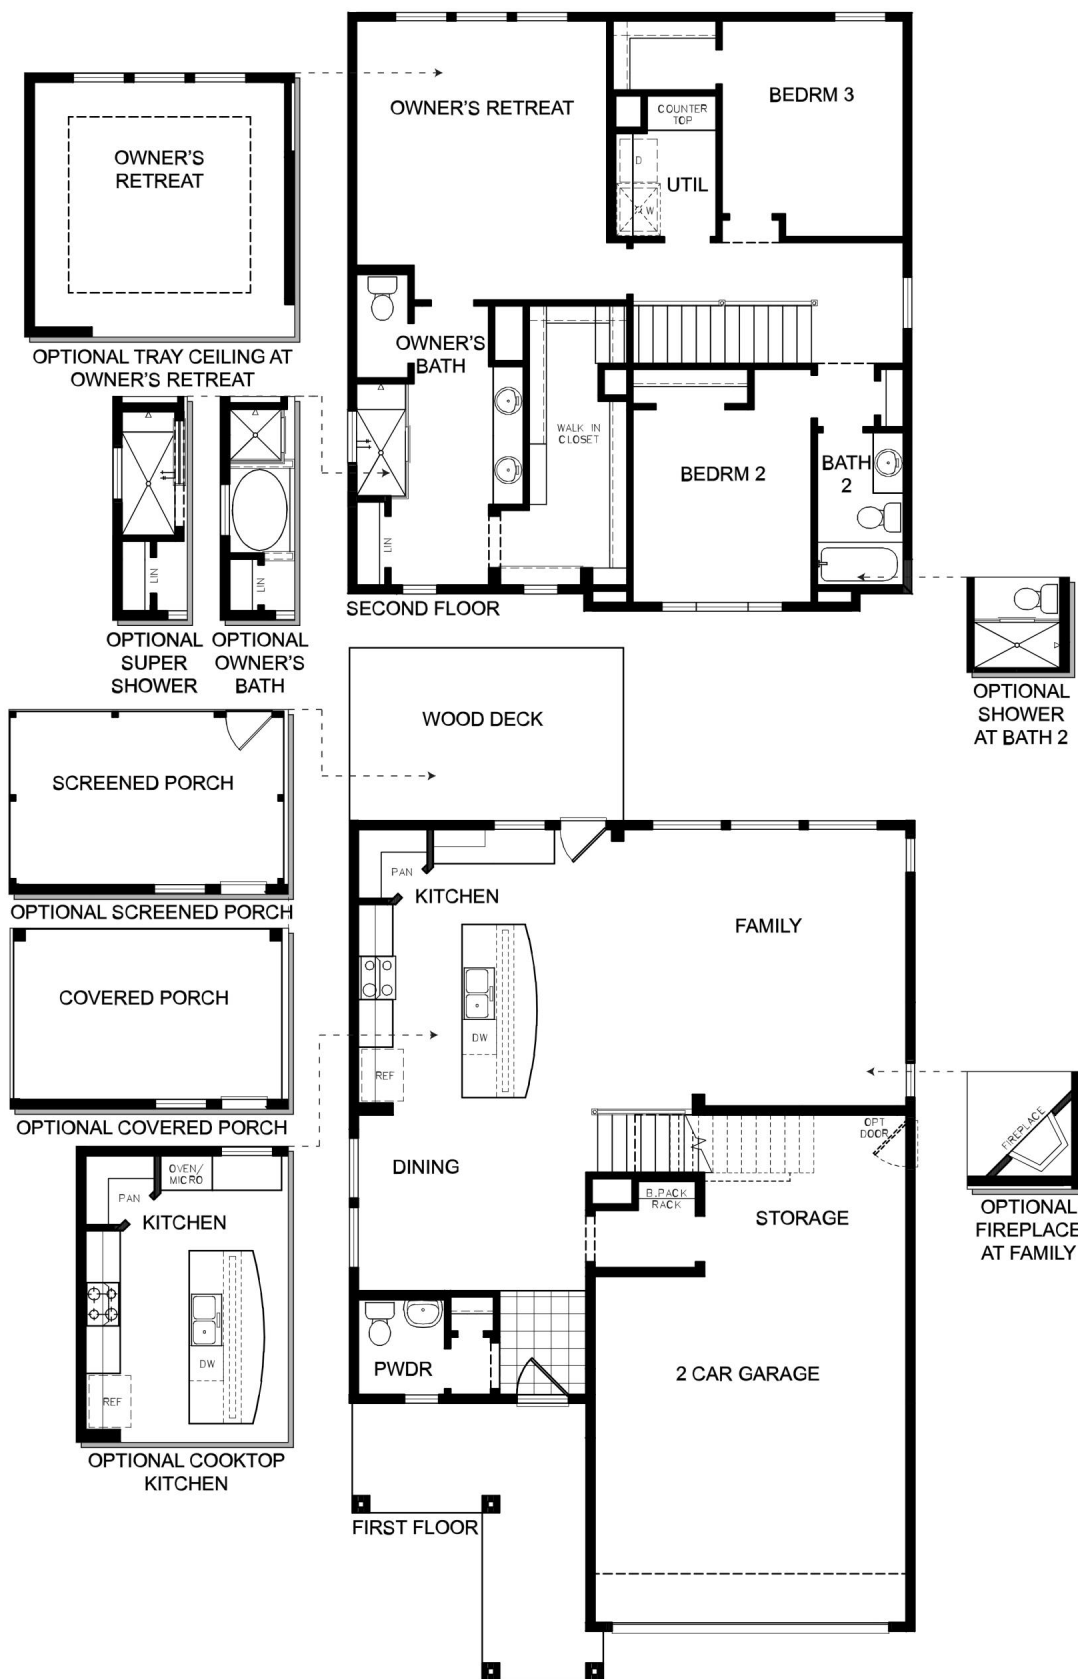 OWNER'S RETREAT
COUNTER
TOP
BEDRM 3
D
UTIL
W
OWNER'S
RETREAT
OPTIONAL TRAY CEILING AT
OWNER'S RETREAT
OWNER'S
BATH
WALK IN
CLOSET
BEDRM 2
BATH
2
LIN
SECOND FLOOR
LIN
OPTIONAL
SUPER
SHOWER
LIN
OPTIONAL
OWNER'S
BATH
OPTIONAL
SHOWER
AT BATH 2
WOOD DECK
SCREENED PORCH
OPTIONAL SCREENED PORCH
COVERED PORCH
OPTIONAL COVERED PORCH
PAN
KITCHEN
FAMILY
DW
REF
DINING
OPT
DOOR
B.PACK
RACK
STORAGE
FIREPLACE
OPTIONAL
FIREPLACE
AT FAMILY
OVEN/
MICRO
PAN
KITCHEN
DW
REF
OPTIONAL COOKTOP
KITCHEN
PWDR
2 CAR GARAGE
FIRST FLOOR